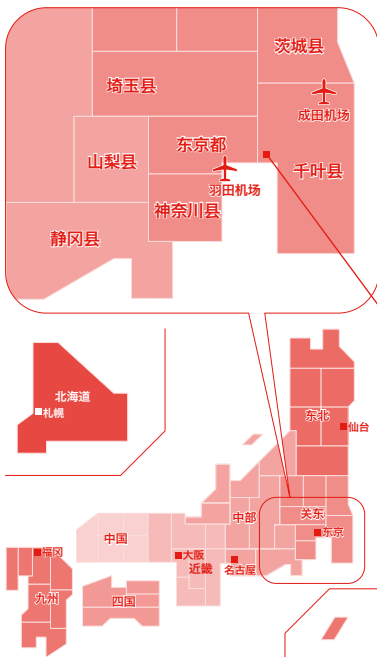 茨城县
埼玉县
成田机场
东京都
山梨县
千叶县
羽田机场
神奈川县
静冈县
北海道
札幌
东北
仙台
关东
中部
东京
中国
大阪
福冈
近畿
名古屋
九州
四国